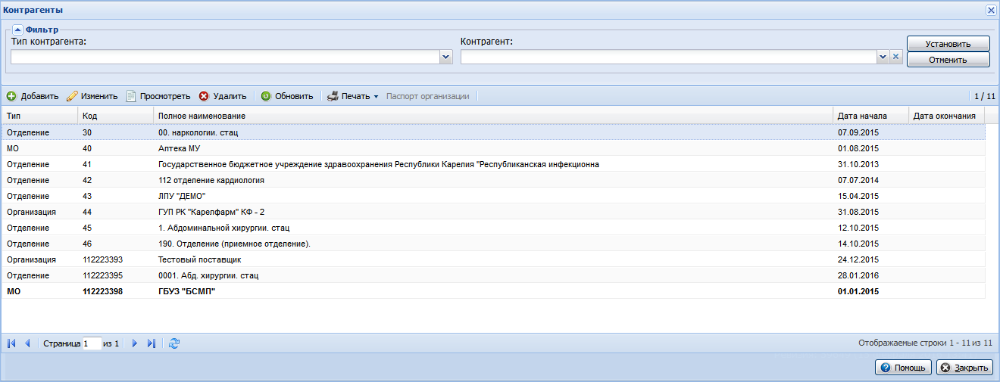 Контрагенты
Фильтр
Тип контрагента: Контрагент:
Установить
Отменить
Добавить Изменить Просмотреть Удалить Обновить Печать Паспорт организации 1 / 11
Тип Код Полное наименование Дата начала Дата окончания
Отделение 30 00. наркологии. стац 07.09.2015
МО 40 Аптека МУ 01.08.2015
Отделение 41 Государственное бюджетное учреждение здравоохранения Республики Карелия "Республиканская инфекционна 31.10.2013
Отделение 42 112 отделение кардиология 07.07.2014
Отделение 43 ЛПУ "ДЕМО" 15.04.2015
Организация 44 ГУП РК "Карелфарм" КФ - 2 31.08.2015
Отделение 45 1. Абдоминальной хирургии. стац 12.10.2015
Отделение 46 190. Отделение (приемное отделение). 14.10.2015
Организация 112223393 Тестовый поставщик 24.12.2015
Отделение 112223395 0001. Абд. хирургии. стац 28.01.2016
МО 112223398 ГБУЗ "БСМП" 01.01.2015
Страница 1 из 1 Отображаемые строки 1 - 11 из 11
Помощь Закрыть